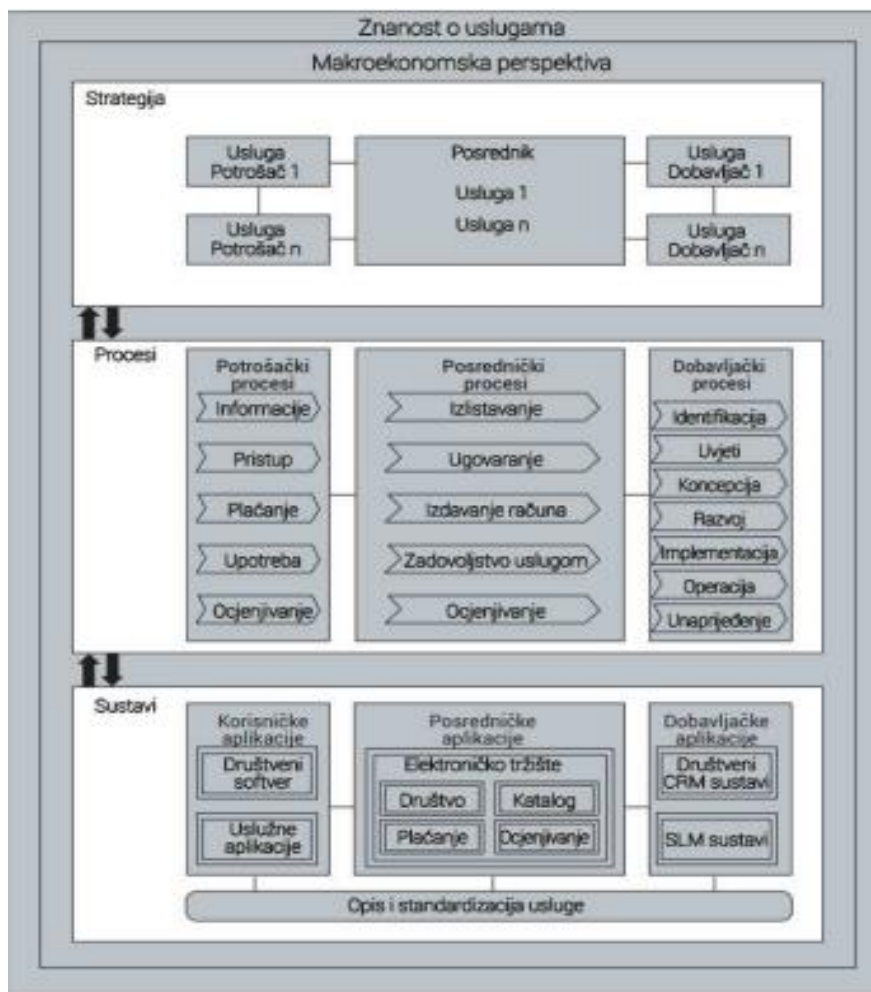 Znanost o uslugama
Makroekonomska perspektiva
Strategija
Usluga
Potrošač 1
Usluga
Potrošač n
Posrednik
Usluga 1
Usluga n
Usluga
Dobavljač 1
Usluga
Dobavljač n
Procesi
Potrošački
procesi
Informacije
Pristup
Plaćanje
Upotreba
Ocjenjivanje
Posrednički
procesi
Izlistavanje
Ugovaranje
Izdavanje računa
Zadovoljstvo uslugom
Ocjenjivanje
Dobavljački
procesi
Identifikacija
Uvjeti
Koncepcija
Razvoj
Implementacija
Operacija
Unaprijeđenje
Sustavi
Korisničke
aplikacije
Društveni
softver
Uslužne
aplikacije
Posredničke
aplikacije
Elektroničko tržište
Društvo
Katalog
Plaćanje
Ocjenjivanje
Dobavljačke
aplikacije
Društveni
CRM sustavi
SLM sustavi
Opis i standardizacija usluge